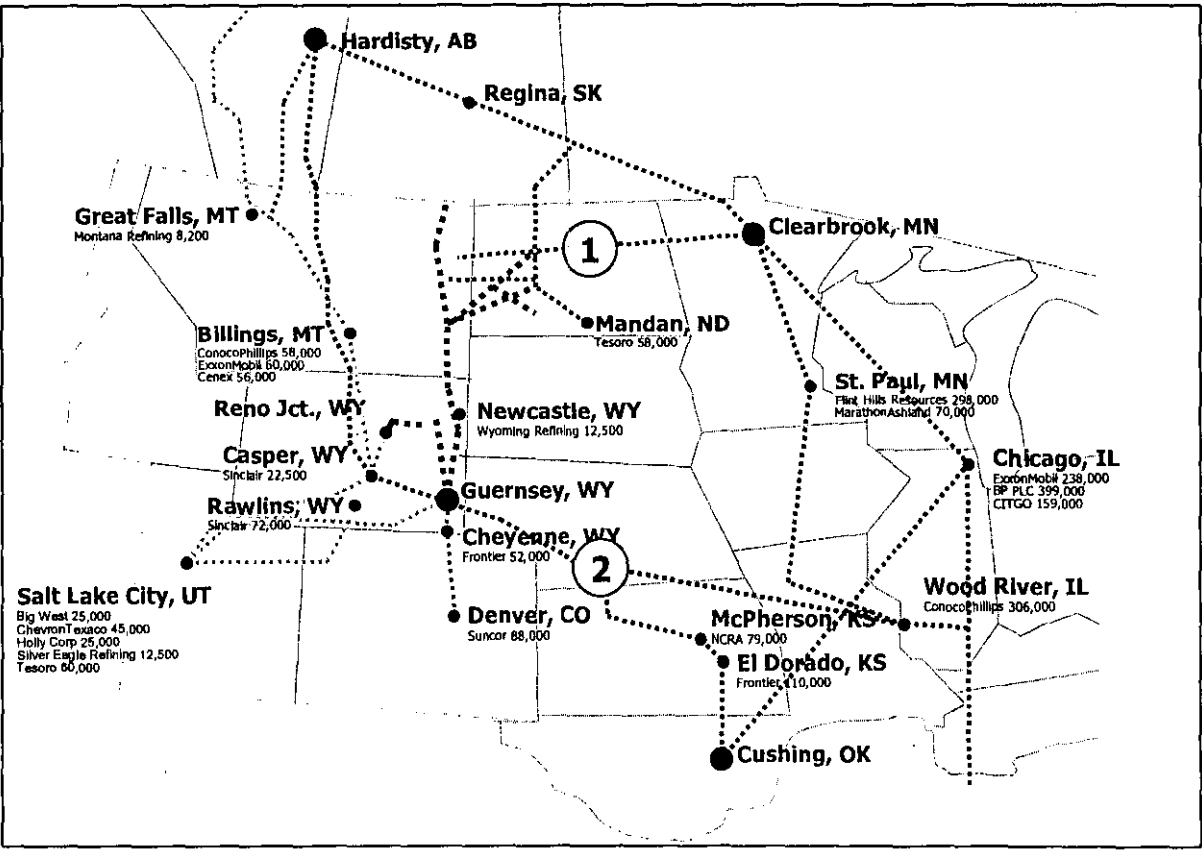 Hardisty, AB
Regina, SK
Great Falls, MT
Montana Refining 8,200
1
Clearbrook, MN
Billings, MT
ConocoPhillips 58,000
ExxonMobil 60,000
Cenex 56,000
Mandan, ND
Tesoro 58,000
St. Paul, MN
Flint Hills Resources 298,000
MarathonAshland 70,000
Reno Jct., WY
Newcastle, WY
Wyoming Refining 12,500
Casper, WY
Sinclair 22,500
Chicago, IL
ExxonMobil 238,000
BP PLC 399,000
CITGO 159,000
Rawlins, WY
Sinclair 72,000
Guernsey, WY
Cheyenne, WY
Frontier 52,000
2
Salt Lake City, UT
Big West 25,000
ChevronTexaco 45,000
Holly Corp 25,000
Silver Eagle Refining 12,500
Tesoro 60,000
Denver, CO
Suncor 88,000
McPherson, KS
NCRA 79,000
Wood River, IL
ConocoPhillips 306,000
El Dorado, KS
Frontier 110,000
Cushing, OK